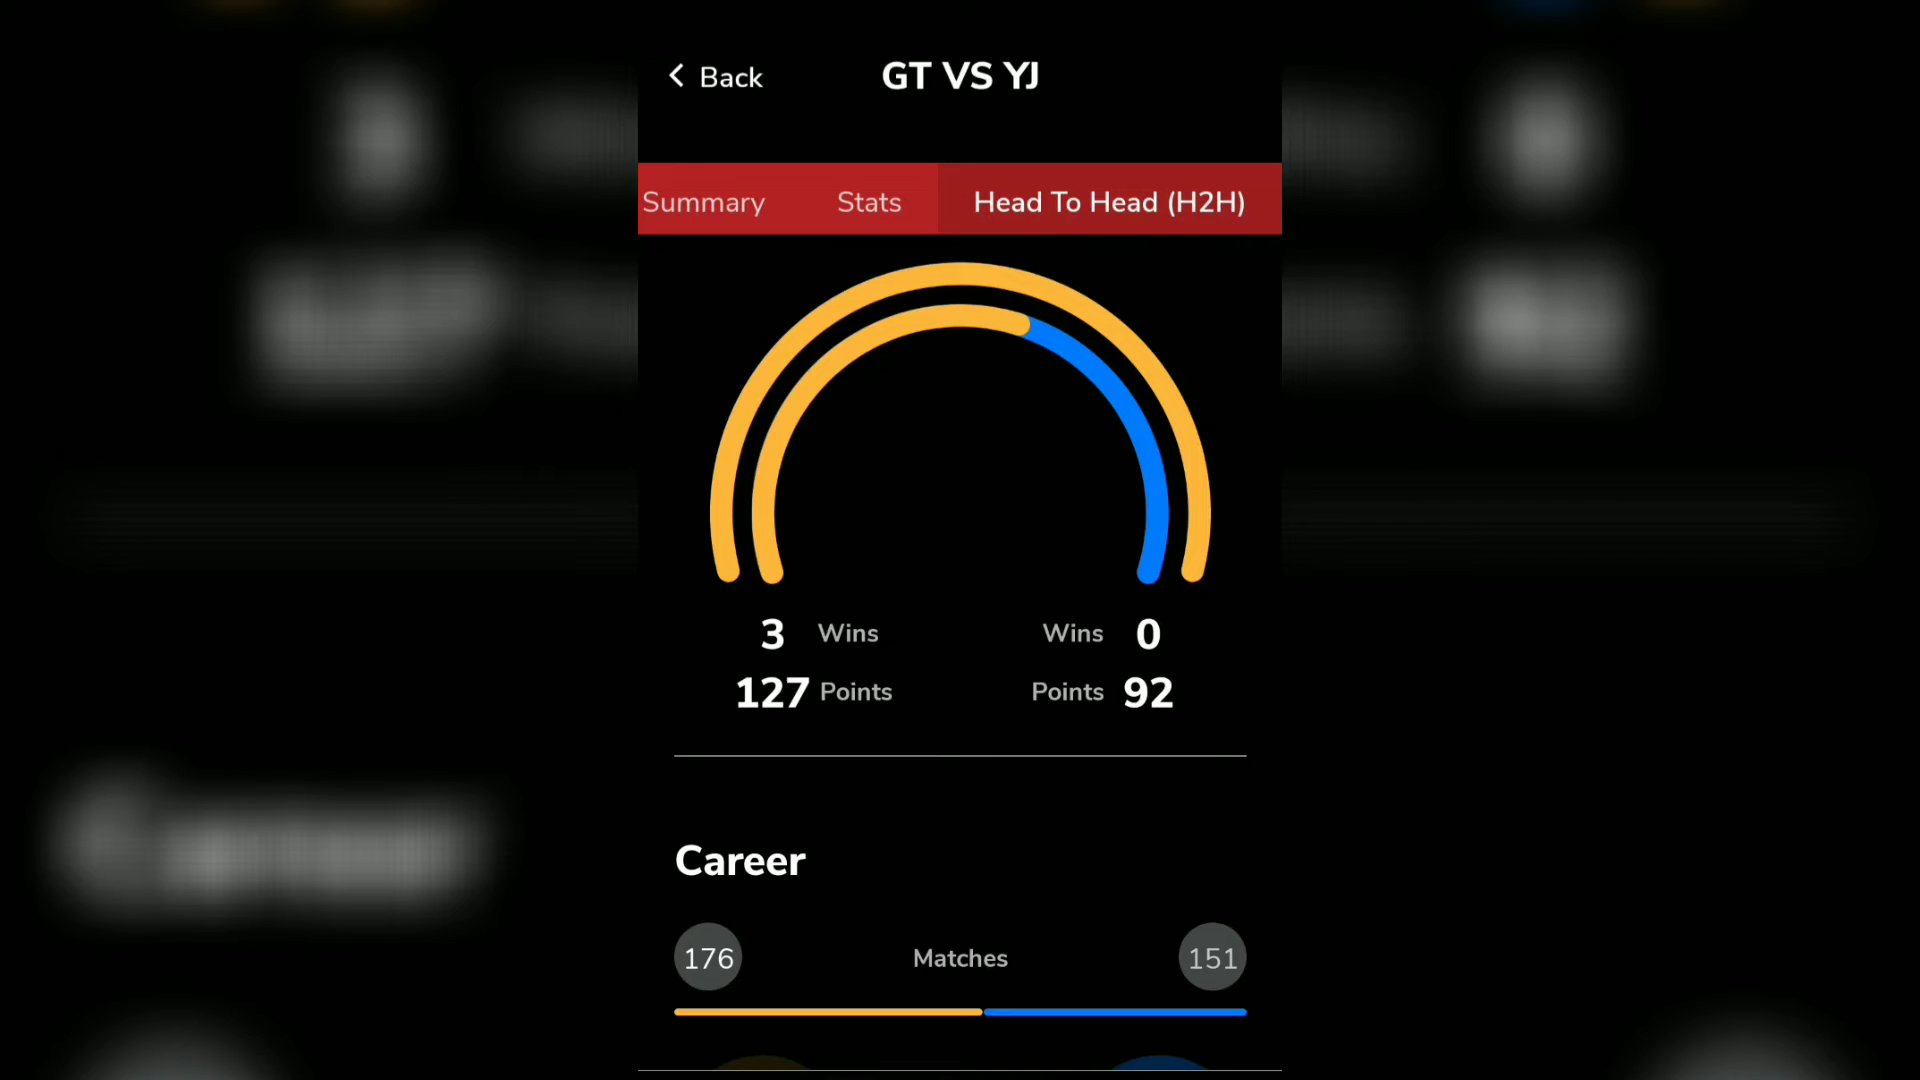 Back
GT VS YJ
Summary Stats Head To Head (H2H)
3 Wins Wins 0
127 Points Points 92
Career
176 Matches 151